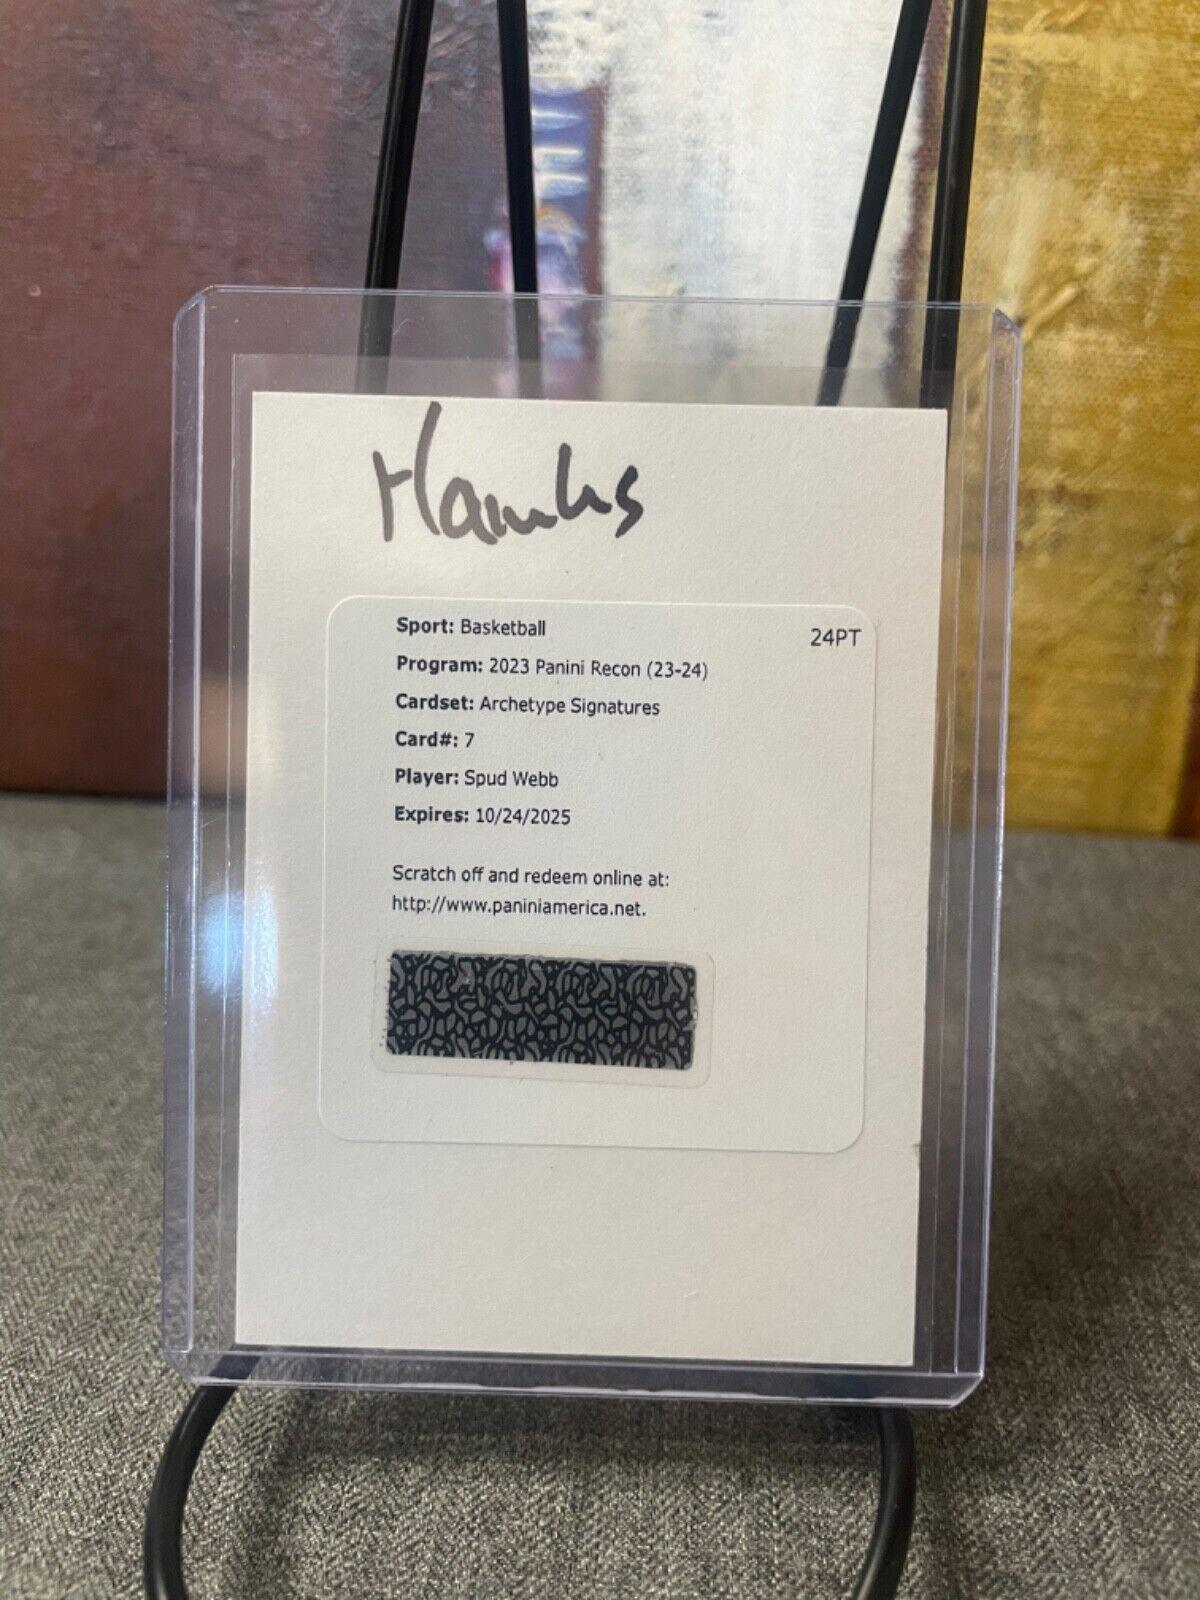 Hawks
Sport: Basketball
24PT
Program: 2023 Panini Recon (23-24)
Cardset: Archetype Signatures
Card#: 7
Player: Spud Webb
Expires: 10/24/2025
Scratch off and redeem online at:
http://www.paniniamerica.net.